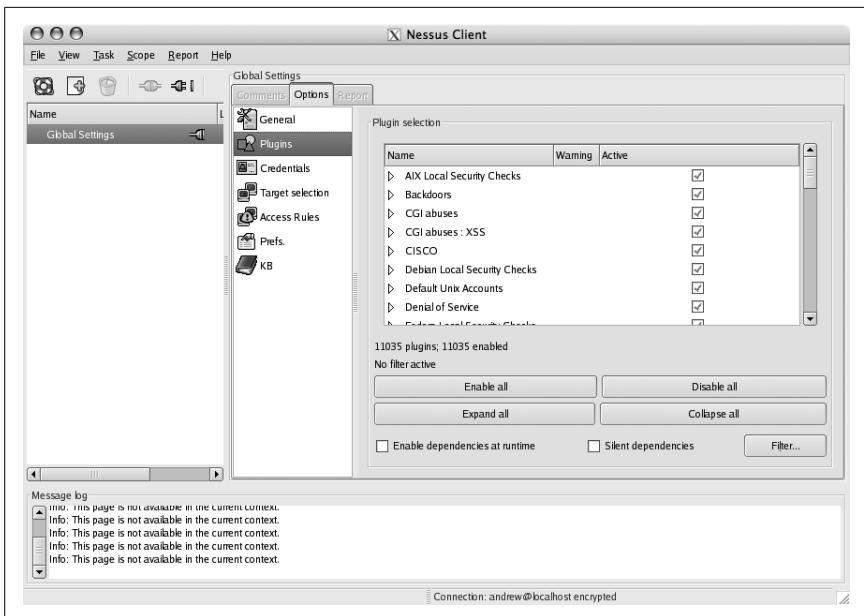 Nessus Client
File View Task Scope Report Help
Global Settings
Comments Options Report
Name L
Global Settings
General
Plugins
Credentials
Target selection
Access Rules
Prefs.
KB
Plugin selection
Name Warning Active
AIX Local Security Checks
Backdoors
CGI abuses
CGI abuses : XSS
CISCO
Debian Local Security Checks
Default Unix Accounts
Denial of Service
Fedora Local Security Checks
11035 plugins; 11035 enabled
No filter active
Enable all Disable all
Expand all Collapse all
Enable dependencies at runtime Silent dependencies Filter...
Message log
Info: This page is not available in the current context.
Info: This page is not available in the current context.
Info: This page is not available in the current context.
Info: This page is not available in the current context.
Info: This page is not available in the current context.
Connection: andrew@localhost encrypted